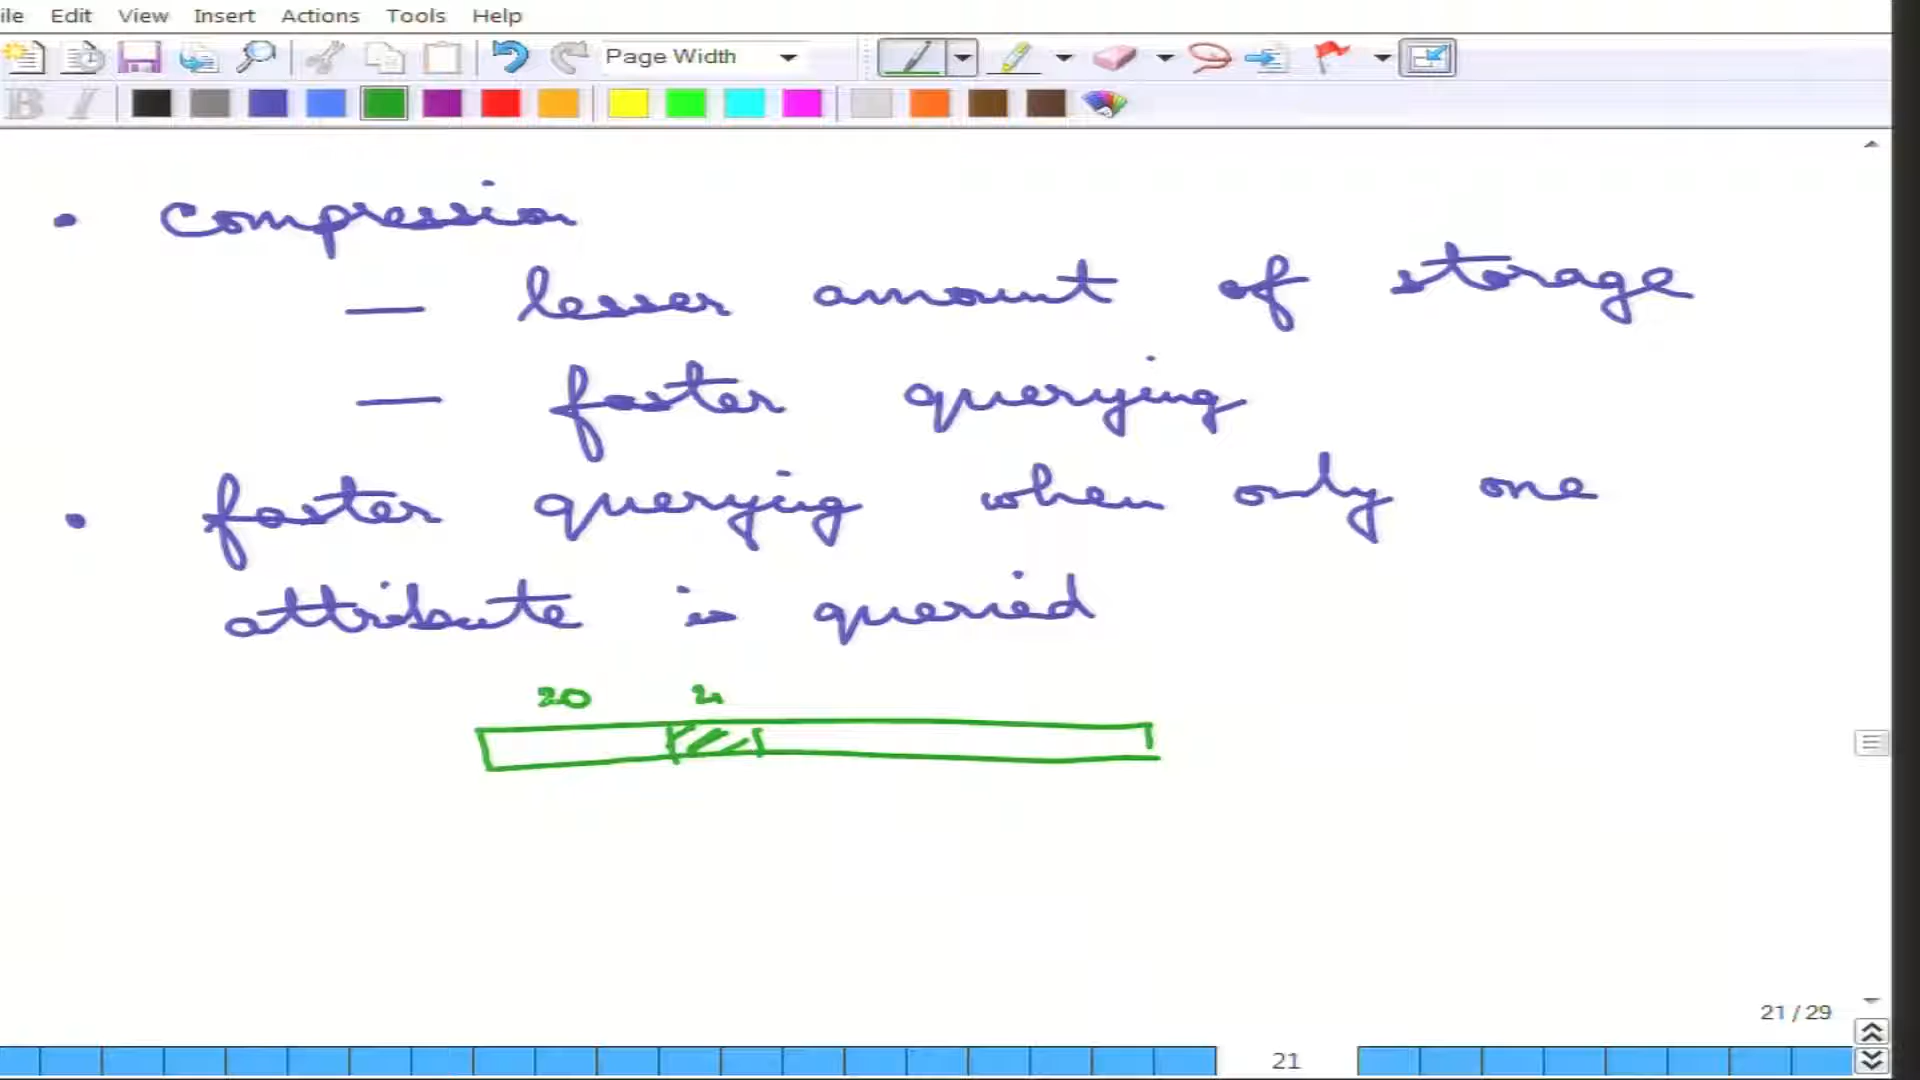 ile Edit View Insert Actions Tools Help
Page Width
B I
• Compression
— lesser amount of storage
— faster querying
• faster querying when only one
attribute is queried
20
21 / 29
21